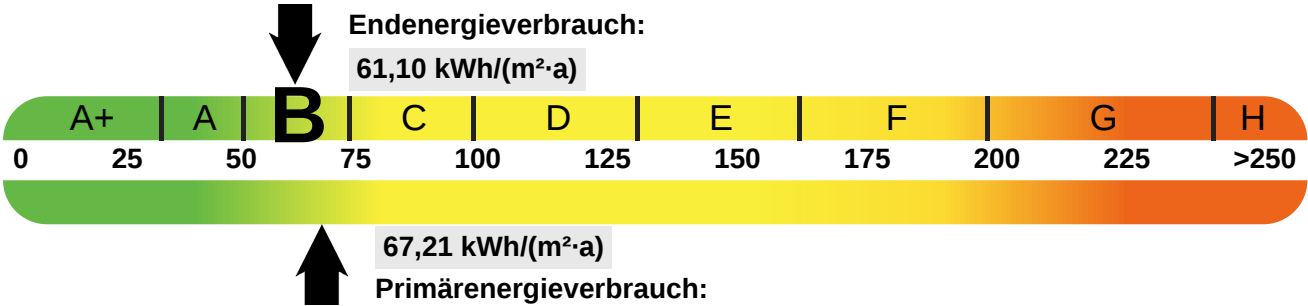 Endenergieverbrauch:
61,10 kWh/(m²·a)
A+ A B C D E F G H
0 25 50 75 100 125 150 175 200 225 >250
67,21 kWh/(m²·a)
Primärenergieverbrauch: